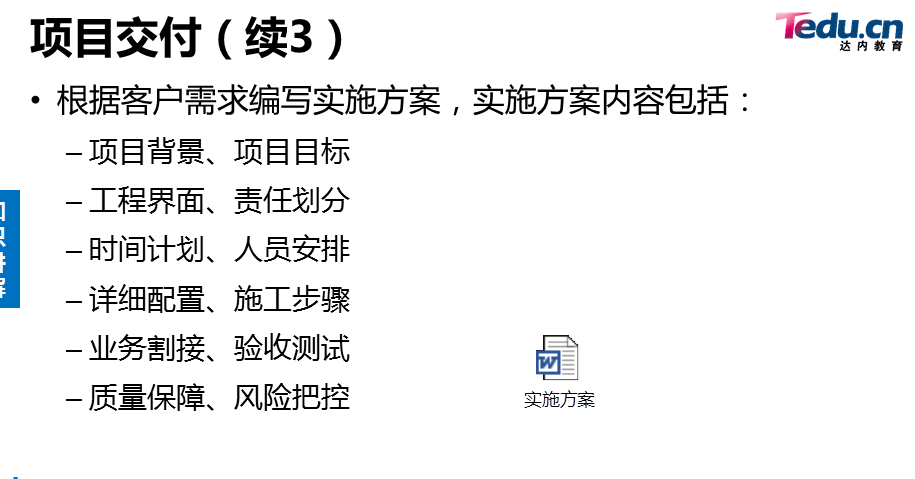 项目交付（续3）
Tedu.cn
达内教育
• 根据客户需求编写实施方案，实施方案内容包括：
– 项目背景、项目目标
– 工程界面、责任划分
– 时间计划、人员安排
– 详细配置、施工步骤
– 业务割接、验收测试
– 质量保障、风险把控
实施方案